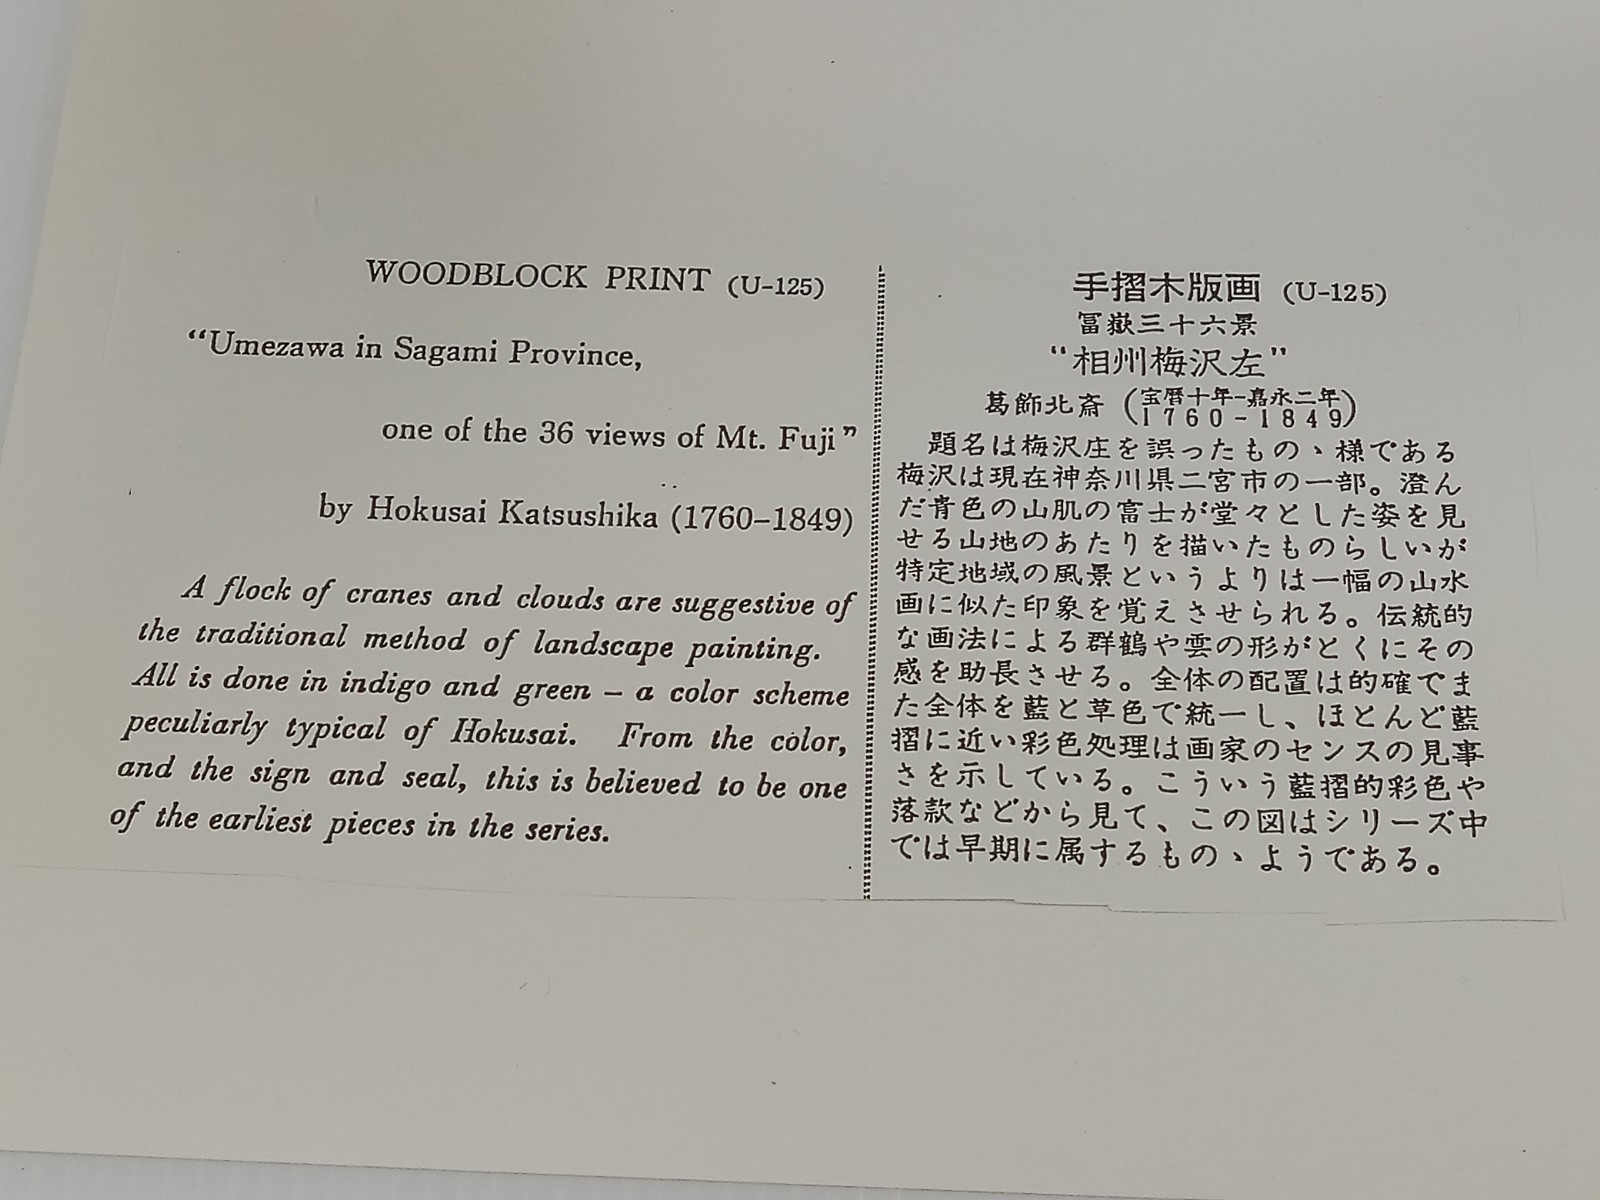 WOODBLOCK PRINT (U-125)
"Umezawa in Sagami Province,
one of the 36 views of Mt. Fuji"
by Hokusai Katsushika (1760-1849)
A flock of cranes and clouds are suggestive of
the traditional method of landscape painting.
All is done in indigo and green – a color scheme
peculiarly typical of Hokusai. From the color,
and the sign and seal, this is believed to be one
of the earliest pieces in the series.
手摺木版画 (U-125)
冨嶽三十六景
"相州梅沢左"
葛飾北斎 (宝暦十年-嘉永二年
1760-1849)
題名は梅沢庄を誤ったものヽ様である
梅沢は現在神奈川県二宮市の一部。澄ん
だ青色の山肌の富士が堂々とした姿を見
せる山地のあたりを描いたものらしいが
特定地域の風景というよりは一幅の山水
画に似た印象を覚えさせられる。伝統的
な画法による群鶴や雲の形がとくにその
感を助長させる。全体の配置は的確でま
た全体を藍と草色で統一し、ほとんど藍
摺に近い彩色処理は画家のセンスの見事
さを示している。こういう藍摺的彩色や
落款などから見て、この図はシリーズ中
では早期に属するものヽようである。